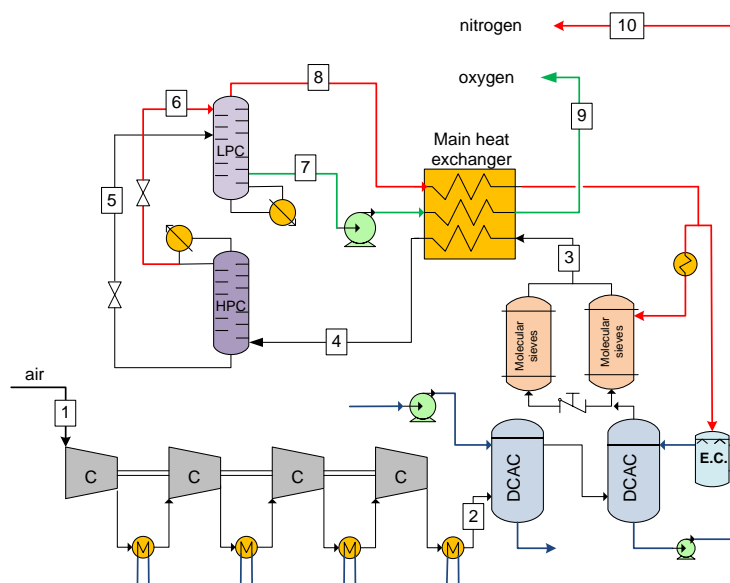 nitrogen
10
oxygen
8
6
9
Main heat
exchanger
LPC
7
5
3
HPC
4
Molecular
sieves
Molecular
sieves
air
1
C
C
C
C
2
DCAC
DCAC
E.C.
M
M
M
M